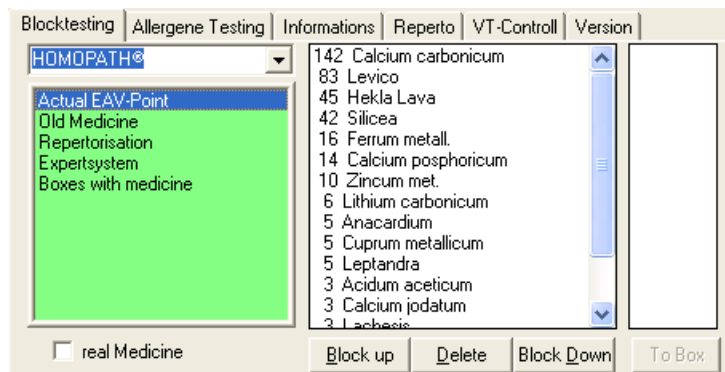 Blocktesting Allergene Testing Informations Reperto VT-Controll Version
HOMOPATH®
Actual EAV-Point
Old Medicine
Repertorisation
Expertsystem
Boxes with medicine
142 Calcium carbonicum
83 Levico
45 Hekla Lava
42 Silicea
16 Ferrum metall.
14 Calcium posphoricum
10 Zincum met.
6 Lithium carbonicum
5 Anacardium
5 Cuprum metallicum
5 Leptandra
3 Acidum aceticum
3 Calcium jodatum
3 Lachesis
real Medicine
Block up Delete Block Down To Box